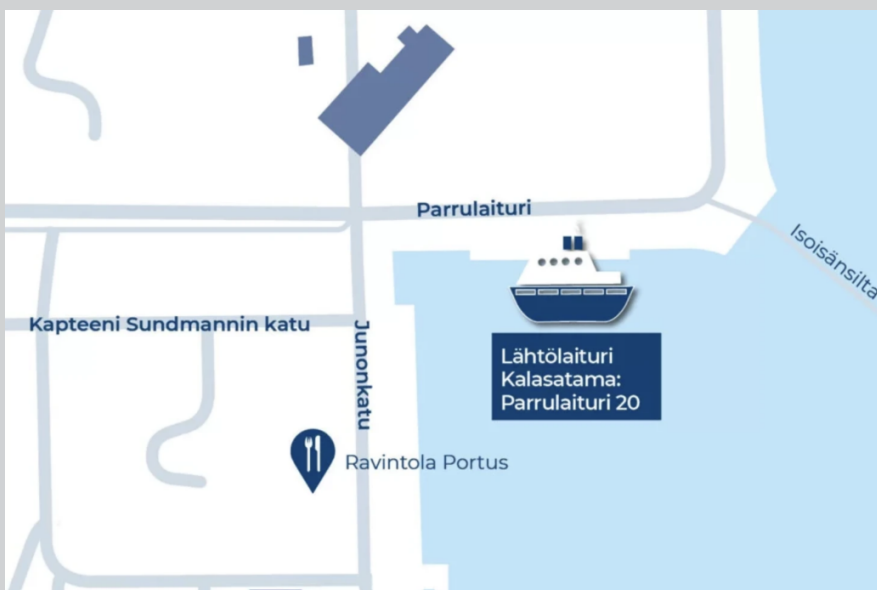 Parrulaituri
Isoisänsilta
Kapteeni Sundmannin katu
Junonkatu
Lähtölaituri
Kalasatama:
Parrulaituri 20
Ravintola Portus